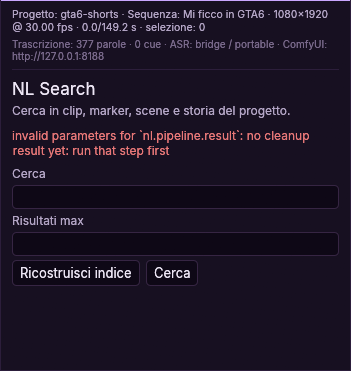 Progetto: gta6-shorts · Sequenza: Mi ficco in GTA6 · 1080×1920
@ 30.00 fps · 0.0/149.2 s · selezione: 0
Trascrizione: 377 parole · 0 cue · ASR: bridge / portable · ComfyUI:
http://127.0.0.1:8188
NL Search
Cerca in clip, marker, scene e storia del progetto.
invalid parameters for `nl.pipeline.result`: no cleanup
result yet: run that step first
Cerca
Risultati max
Ricostruisci indice Cerca